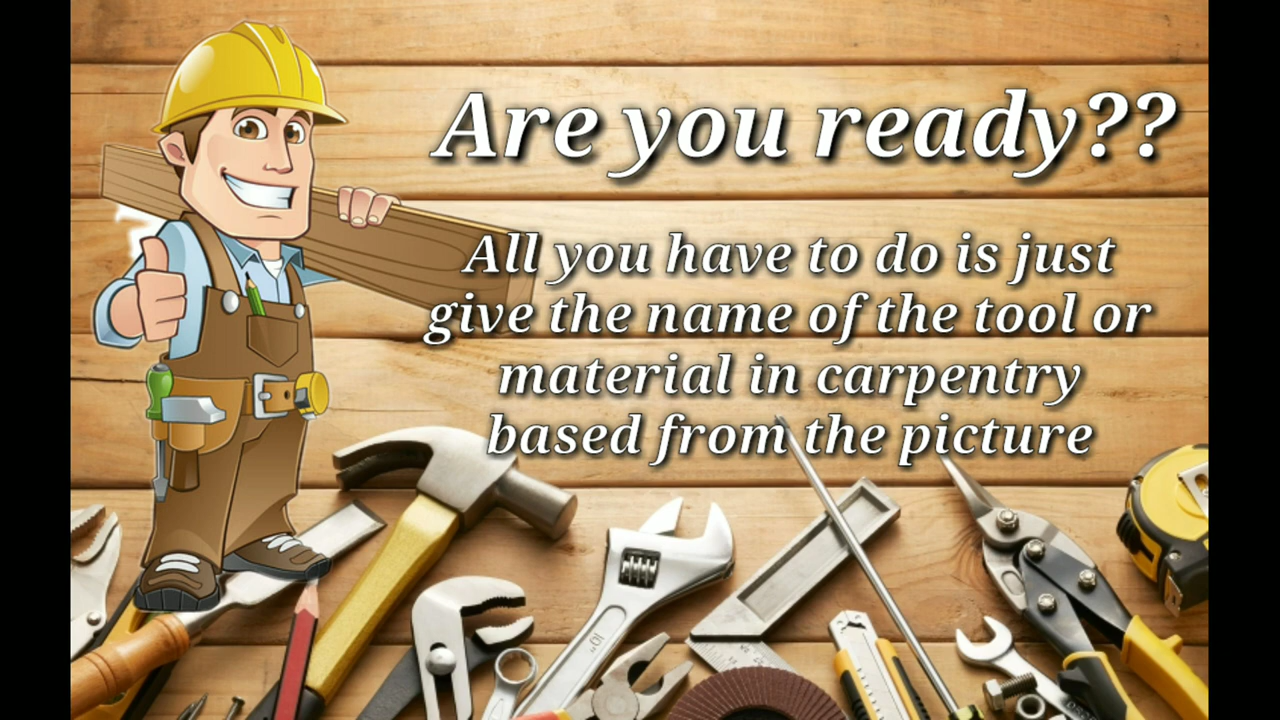 Are you ready??
All you have to do is just
give the name of the tool or
material in carpentry
based from the picture
10"